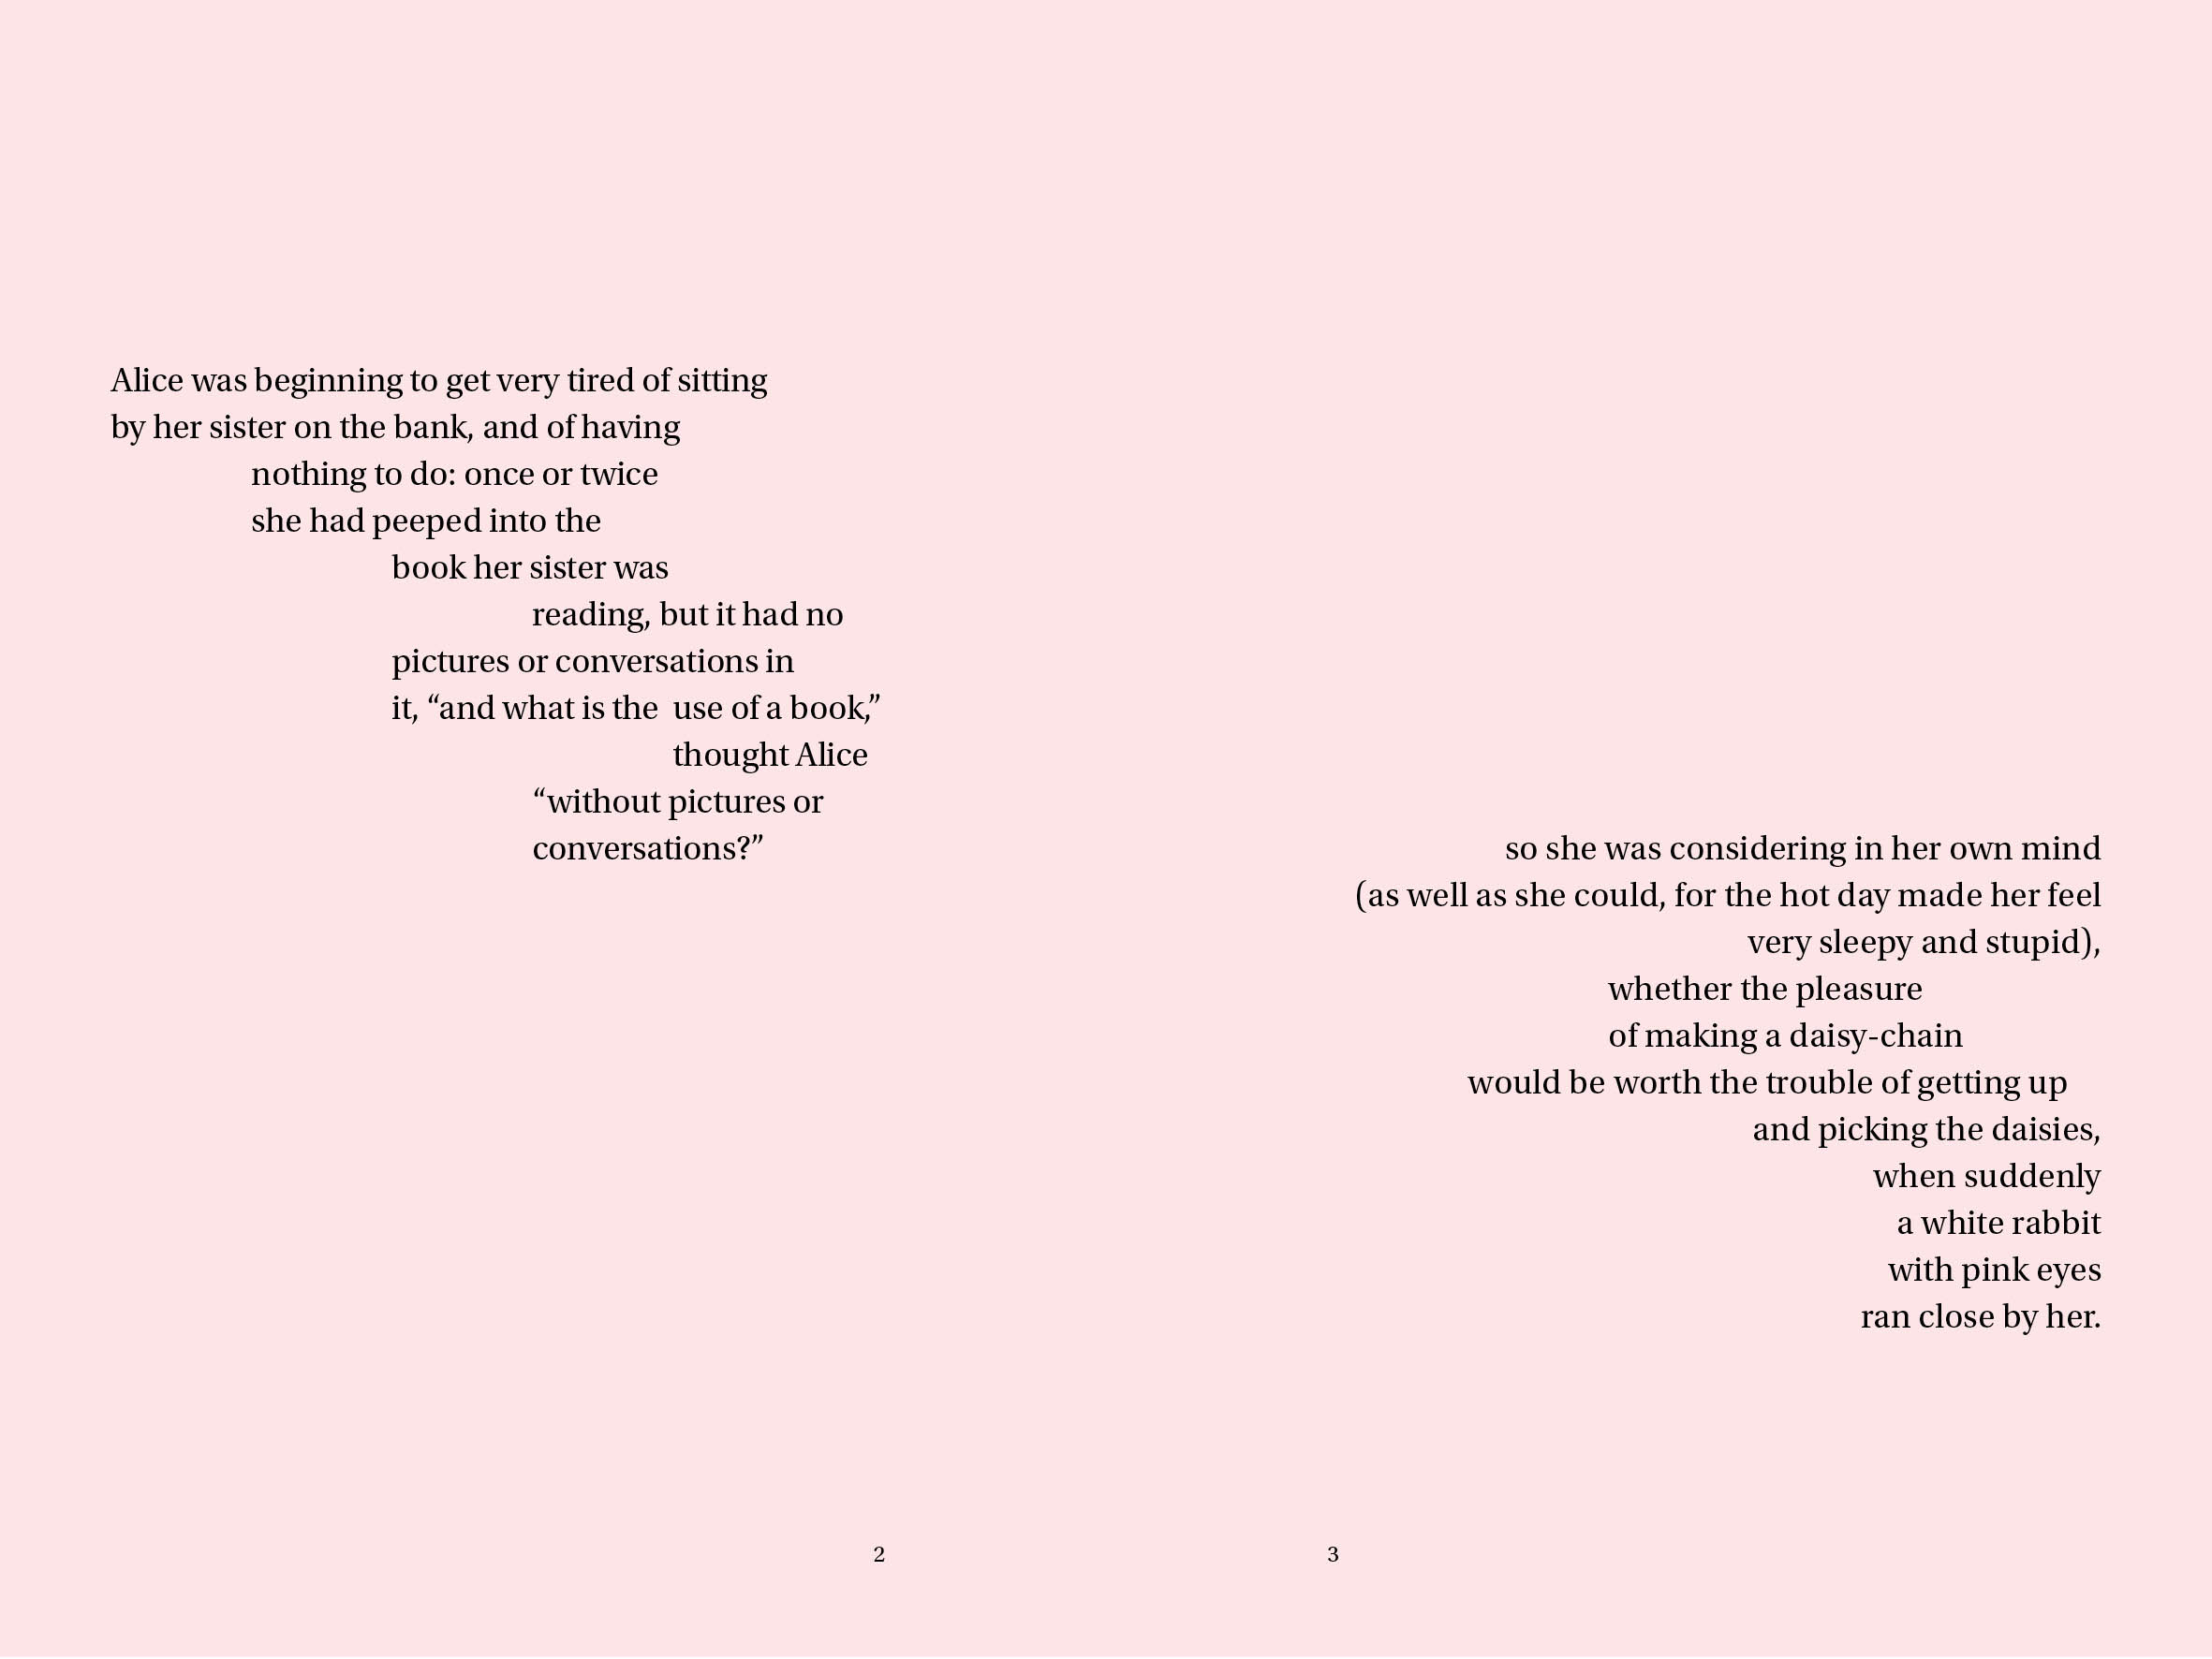 Alice was beginning to get very tired of sitting
by her sister on the bank, and of having
nothing to do: once or twice
she had peeped into the
book her sister was
reading, but it had no
pictures or conversations in
it, “and what is the use of a book,”
thought Alice
“without pictures or
conversations?”
so she was considering in her own mind
(as well as she could, for the hot day made her feel
very sleepy and stupid),
whether the pleasure
of making a daisy-chain
would be worth the trouble of getting up
and picking the daisies,
when suddenly
a white rabbit
with pink eyes
ran close by her.
2
3